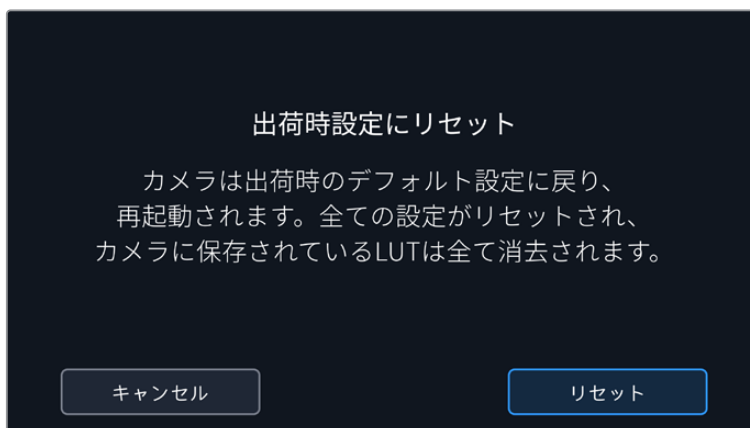 出荷時設定にリセット
カメラは出荷時のデフォルト設定に戻り、
再起動されます。全ての設定がリセットされ、
カメラに保存されているLUTは全て消去されます。
キャンセル
リセット